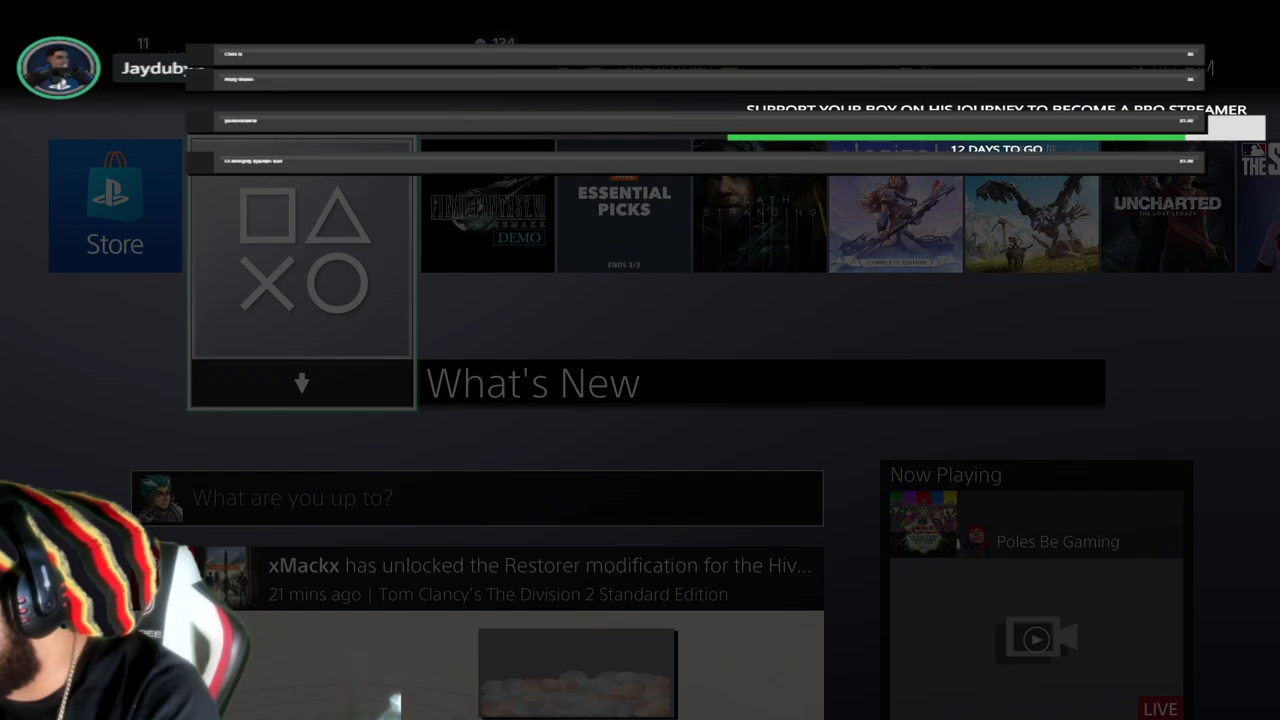 11
134
Jayduby
SUPPORT YOUR BOY ON HIS JOURNEY TO BECOME A PRO STREAMER
12 DAYS TO GO
Store
FINAL FANTASY VII
REMAKE
DEMO
ESSENTIAL
PICKS
ENDS 3/3
DEATH
STRANDING
COMPLETE EDITION
UNCHARTED
THE LOST LEGACY
THE
What's New
What are you up to?
Now Playing
Poles Be Gaming
xMackx has unlocked the Restorer modification for the Hiv...
21 mins ago | Tom Clancy's The Division 2 Standard Edition
LIVE